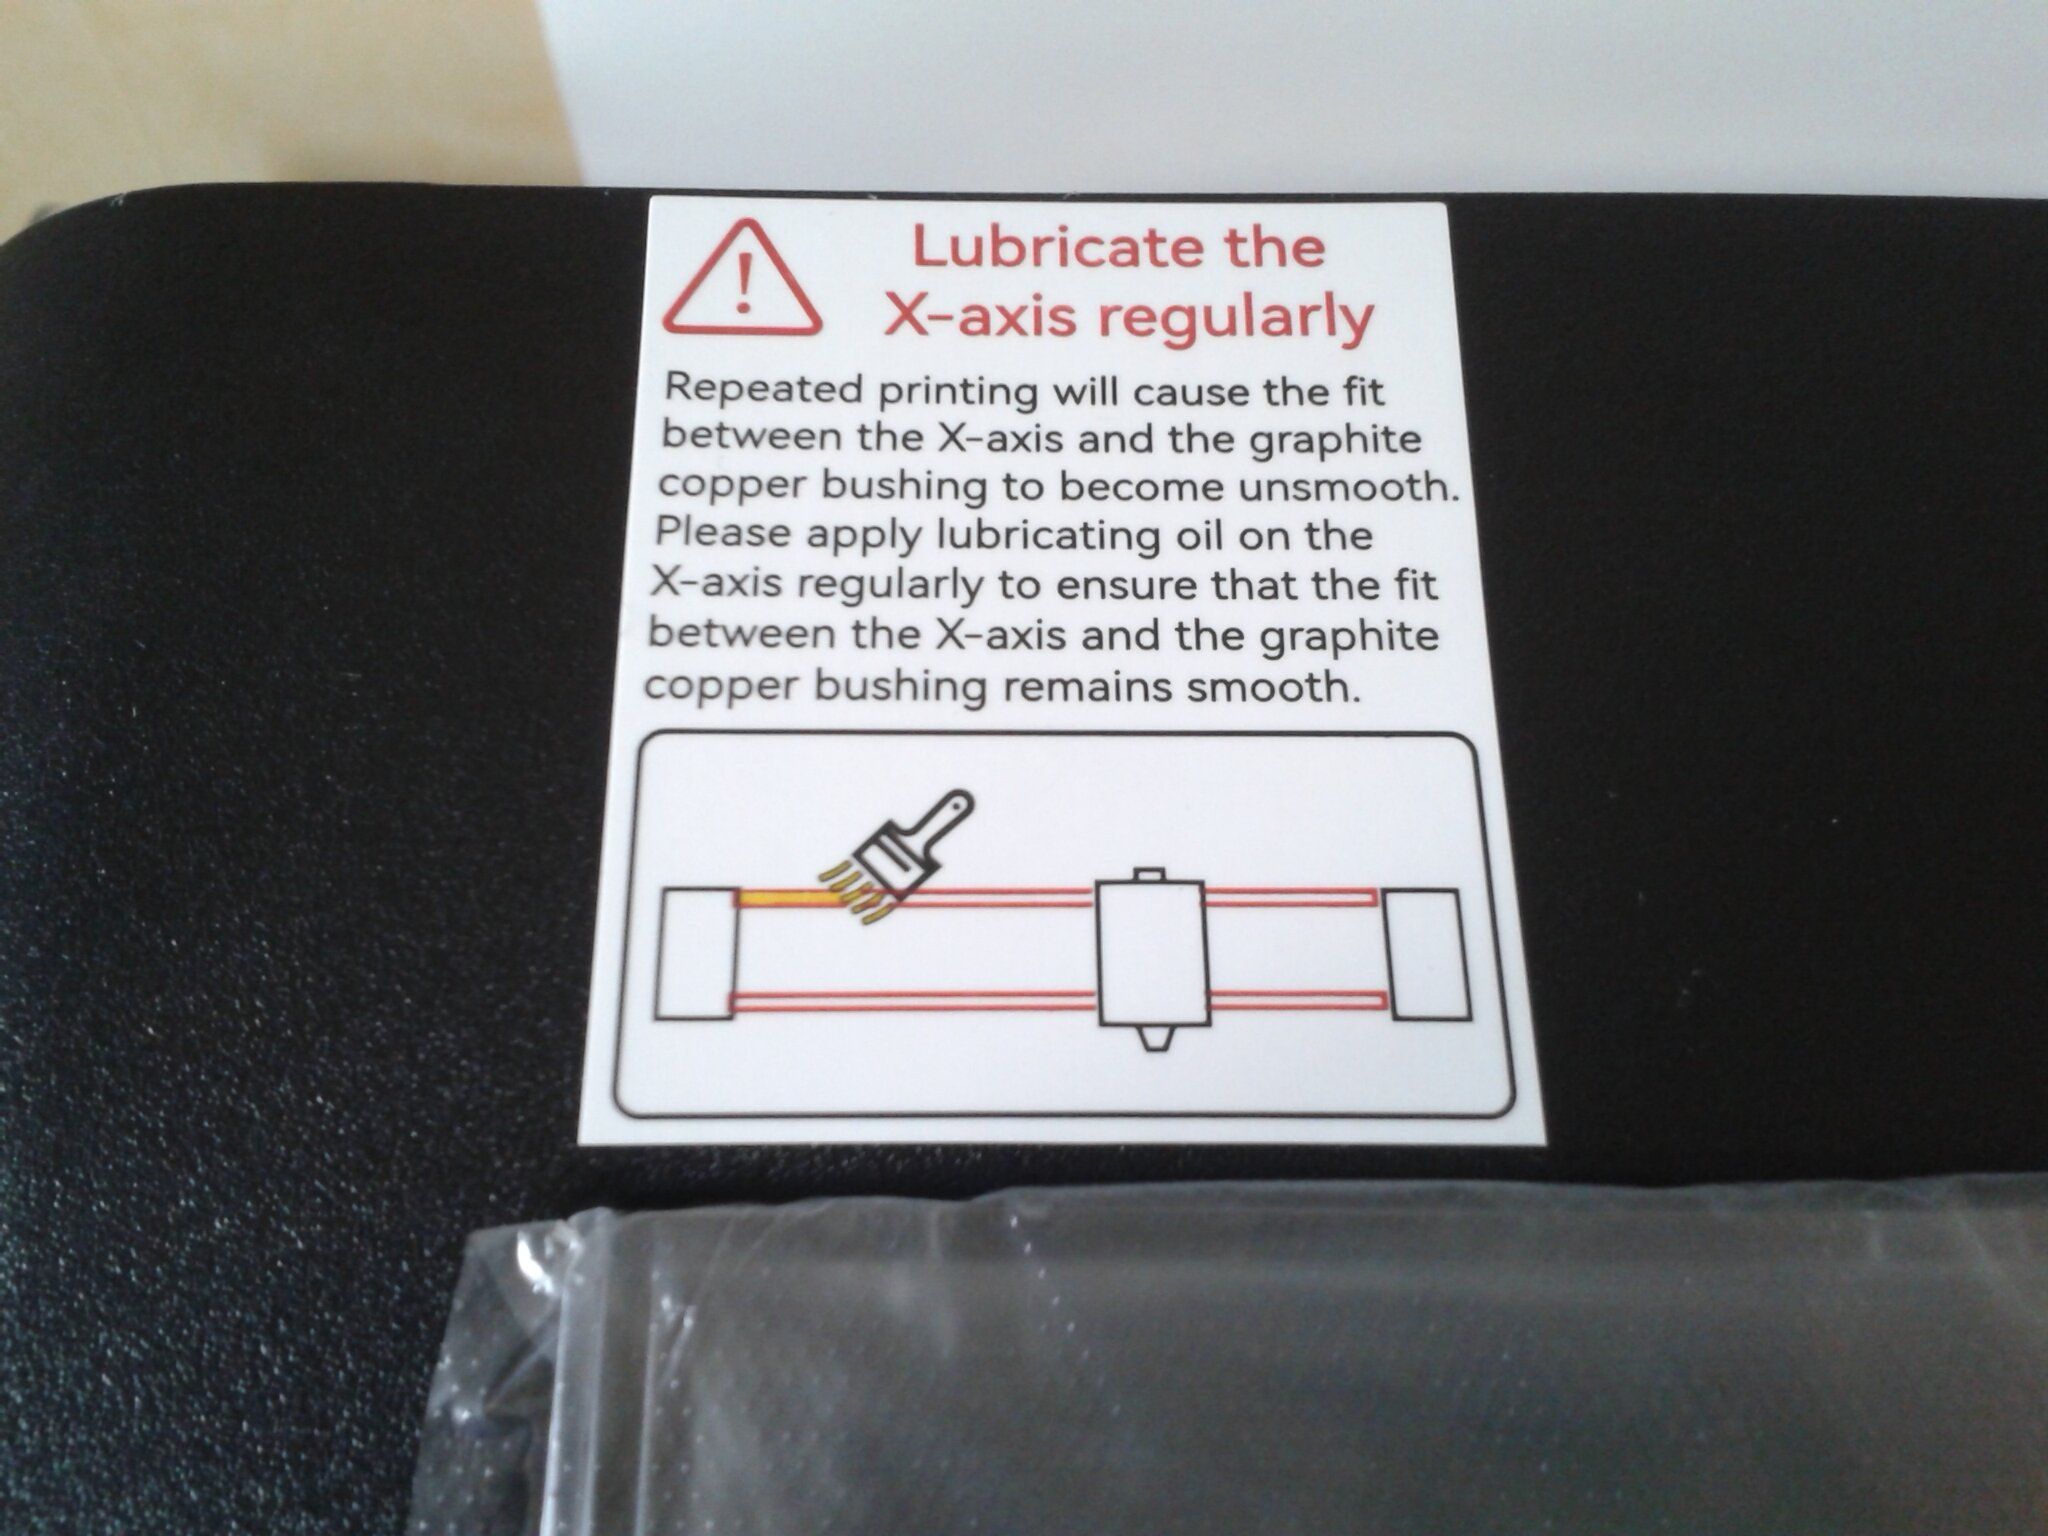 Lubricate the
X-axis regularly
Repeated printing will cause the fit
between the X-axis and the graphite
copper bushing to become unsmooth.
Please apply lubricating oil on the
X-axis regularly to ensure that the fit
between the X-axis and the graphite
copper bushing remains smooth.